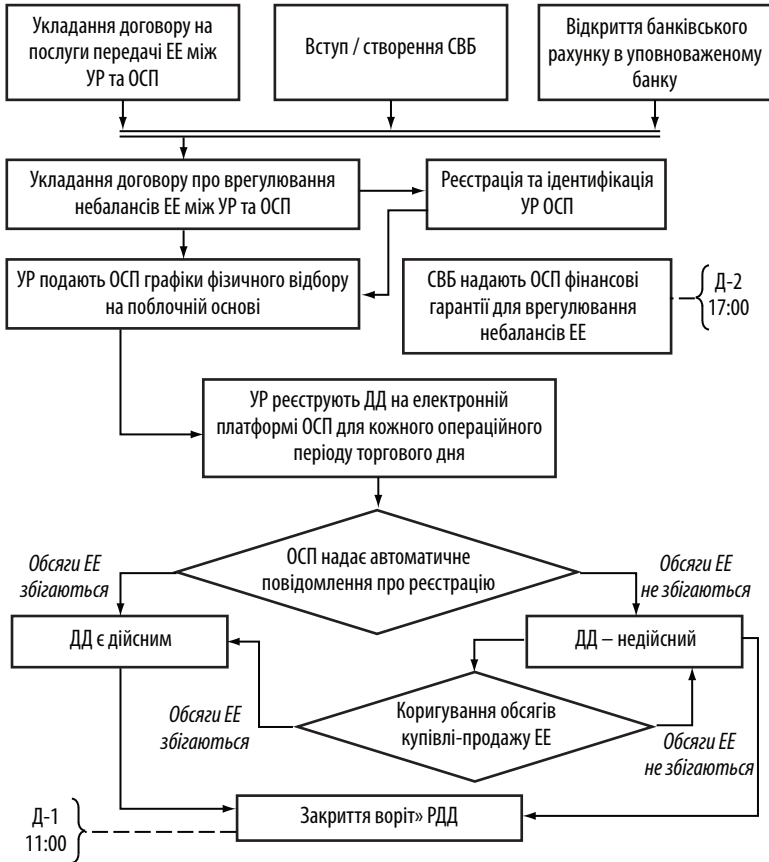 Укладання договору на
послуги передачі ЕЕ між
УР та ОСП
Вступ / створення СВБ
Відкриття банківського
рахунку в уповноваженому
банку
Укладання договору про врегулювання
небалансів ЕЕ між УР та ОСП
Реєстрація та ідентифікація
УР ОСП
УР подають ОСП графіки фізичного відбору
на поблочній основі
СВБ надають ОСП фінансові
гарантії для врегулювання
небалансів ЕЕ
Д-2
17:00
УР реєструють ДД на електронній
платформі ОСП для кожного операційного
періоду торгового дня
ОСП надає автоматичне
повідомлення про реєстрацію
Обсяги ЕЕ
збігаються
Обсяги ЕЕ
не збігаються
ДД є дійсним
ДД – недійсний
Коригування обсягів
купівлі-продажу ЕЕ
Обсяги ЕЕ
збігаються
Обсяги ЕЕ
не збігаються
Закриття воріт» РДД
Д-1
11:00